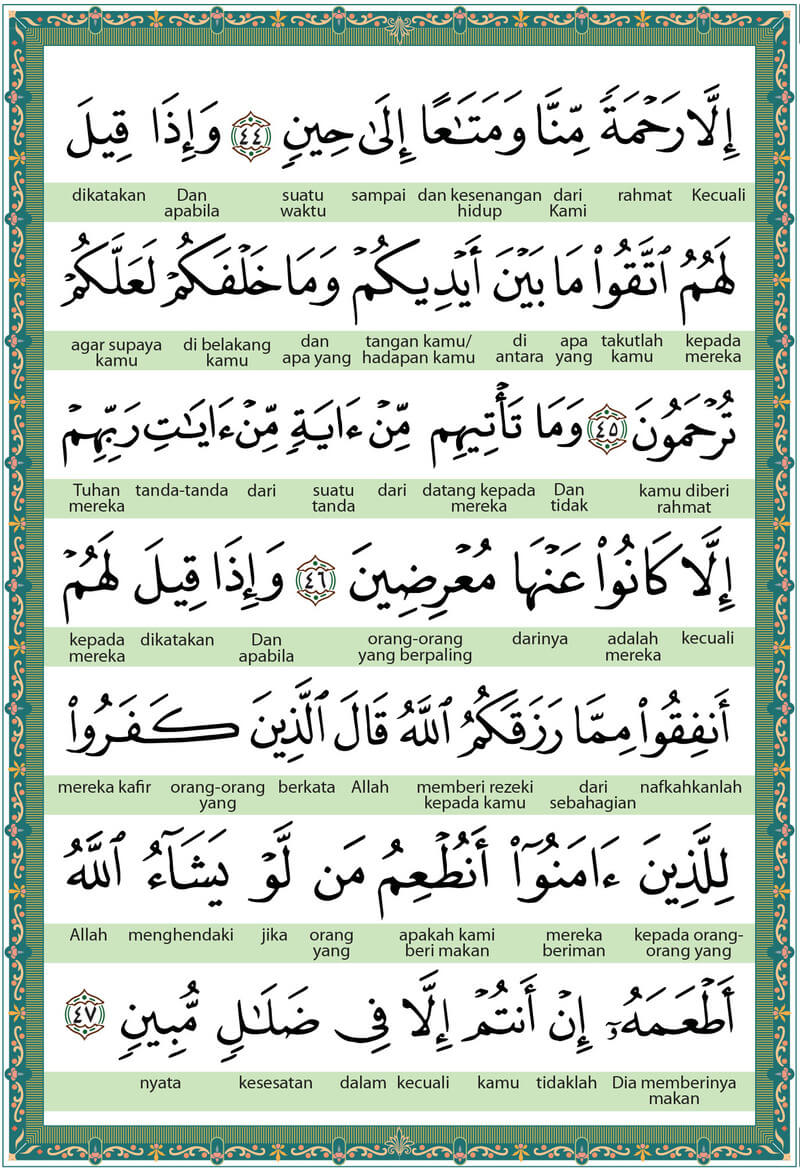 إِلَّا رَحْمَةً مِّنَّا وَمَتَـٰعًا إِلَىٰ حِينٍ ٤٤ وَإِذَا قِيلَ
Kecuali rahmat dari Kami dan kesenangan hidup sampai suatu waktu Dan apabila dikatakan
لَهُمُ ٱتَّقُوا۟ مَا بَيْنَ أَيْدِيكُمْ وَمَا خَلْفَكُمْ لَعَلَّكُمْ
kepada mereka takutlah kamu apa yang di antara tangan kamu/ hadapan kamu dan apa yang di belakang kamu agar supaya kamu
تُرْحَمُونَ ٤٥ وَمَا تَأْتِيهِم مِّنْ ءَايَةٍ مِّنْ ءَايَـٰتِ رَبِّهِمْ
kamu diberi rahmat Dan tidak datang kepada mereka dari suatu tanda dari tanda-tanda Tuhan mereka
إِلَّا كَانُوا۟ عَنْهَا مُعْرِضِينَ ٤٦ وَإِذَا قِيلَ لَهُمْ
kecuali adalah mereka darinya orang-orang yang berpaling Dan apabila dikatakan kepada mereka
أَنفِقُوا۟ مِمَّا رَزَقَكُمُ ٱللَّهُ قَالَ ٱلَّذِينَ كَفَرُوا۟
nafkahkanlah dari sebahagian memberi rezeki kepada kamu Allah berkata orang-orang yang mereka kafir
لِلَّذِينَ ءَامَنُوٓا۟ أَنُطْعِمُ مَن لَّوْ يَشَآءُ ٱللَّهُ
kepada orang-orang yang mereka beriman apakah kami beri makan orang yang jika menghendaki Allah
أَطْعَمَهُۥٓ إِنْ أَنتُمْ إِلَّا فِى ضَلَـٰلٍ مُّبِينٍ ٤٧
Dia memberinya makan tidaklah kamu kecuali dalam kesesatan nyata